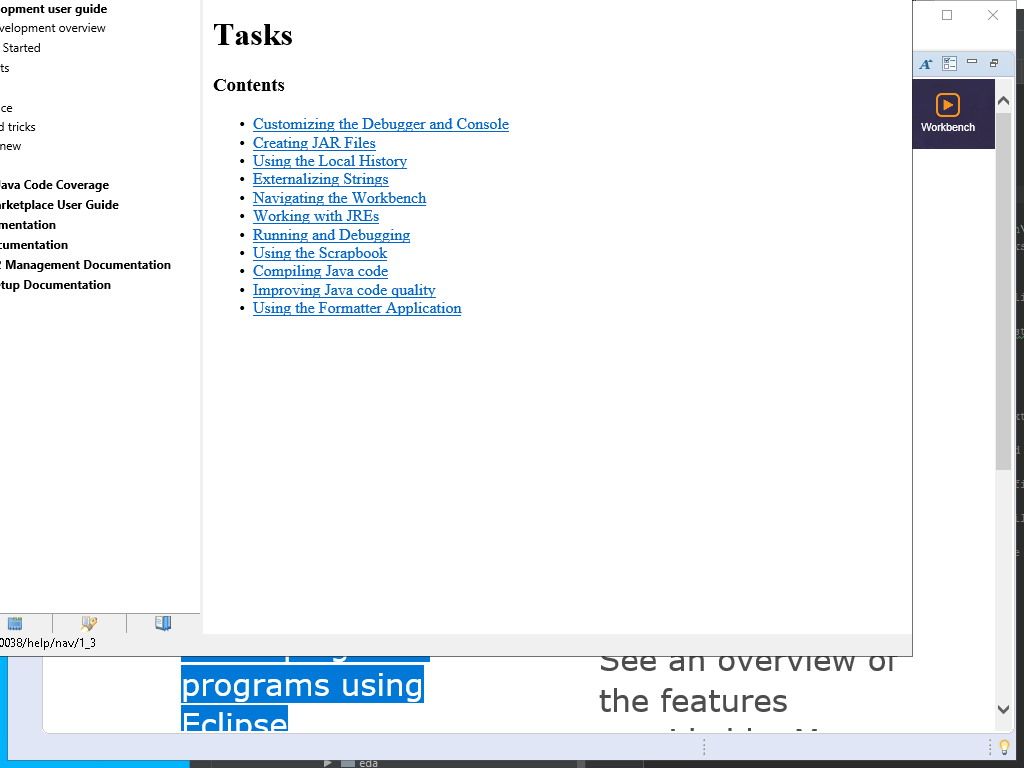 opment user guide
velopment overview
Started
ts
ce
d tricks
new
Java Code Coverage
arketplace User Guide
mentation
cumentation
2 Management Documentation
etup Documentation
0038/help/nav/1_3
Tasks
Contents
• Customizing the Debugger and Console
• Creating JAR Files
• Using the Local History
• Externalizing Strings
• Navigating the Workbench
• Working with JREs
• Running and Debugging
• Using the Scrapbook
• Compiling Java code
• Improving Java code quality
• Using the Formatter Application
Workbench
programs using
Eclipse
See an overview of
the features
eda